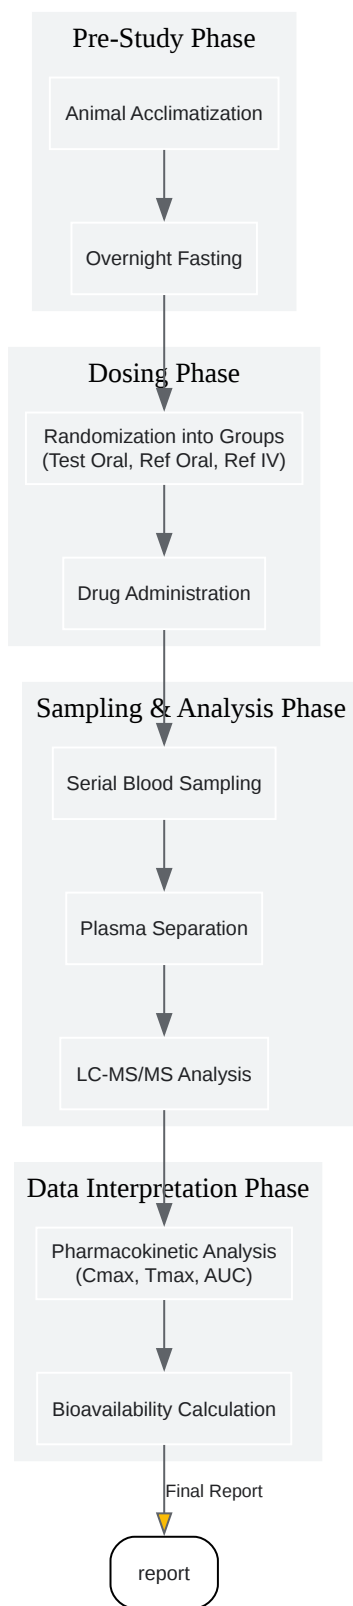 Pre-Study Phase
Animal Acclimatization
Overnight Fasting
Dosing Phase
Randomization into Groups
(Test Oral, Ref Oral, Ref IV)
Drug Administration
Sampling & Analysis Phase
Serial Blood Sampling
Plasma Separation
LC-MS/MS Analysis
Data Interpretation Phase
Pharmacokinetic Analysis
(Cmax, Tmax, AUC)
Bioavailability Calculation
Final Report
report